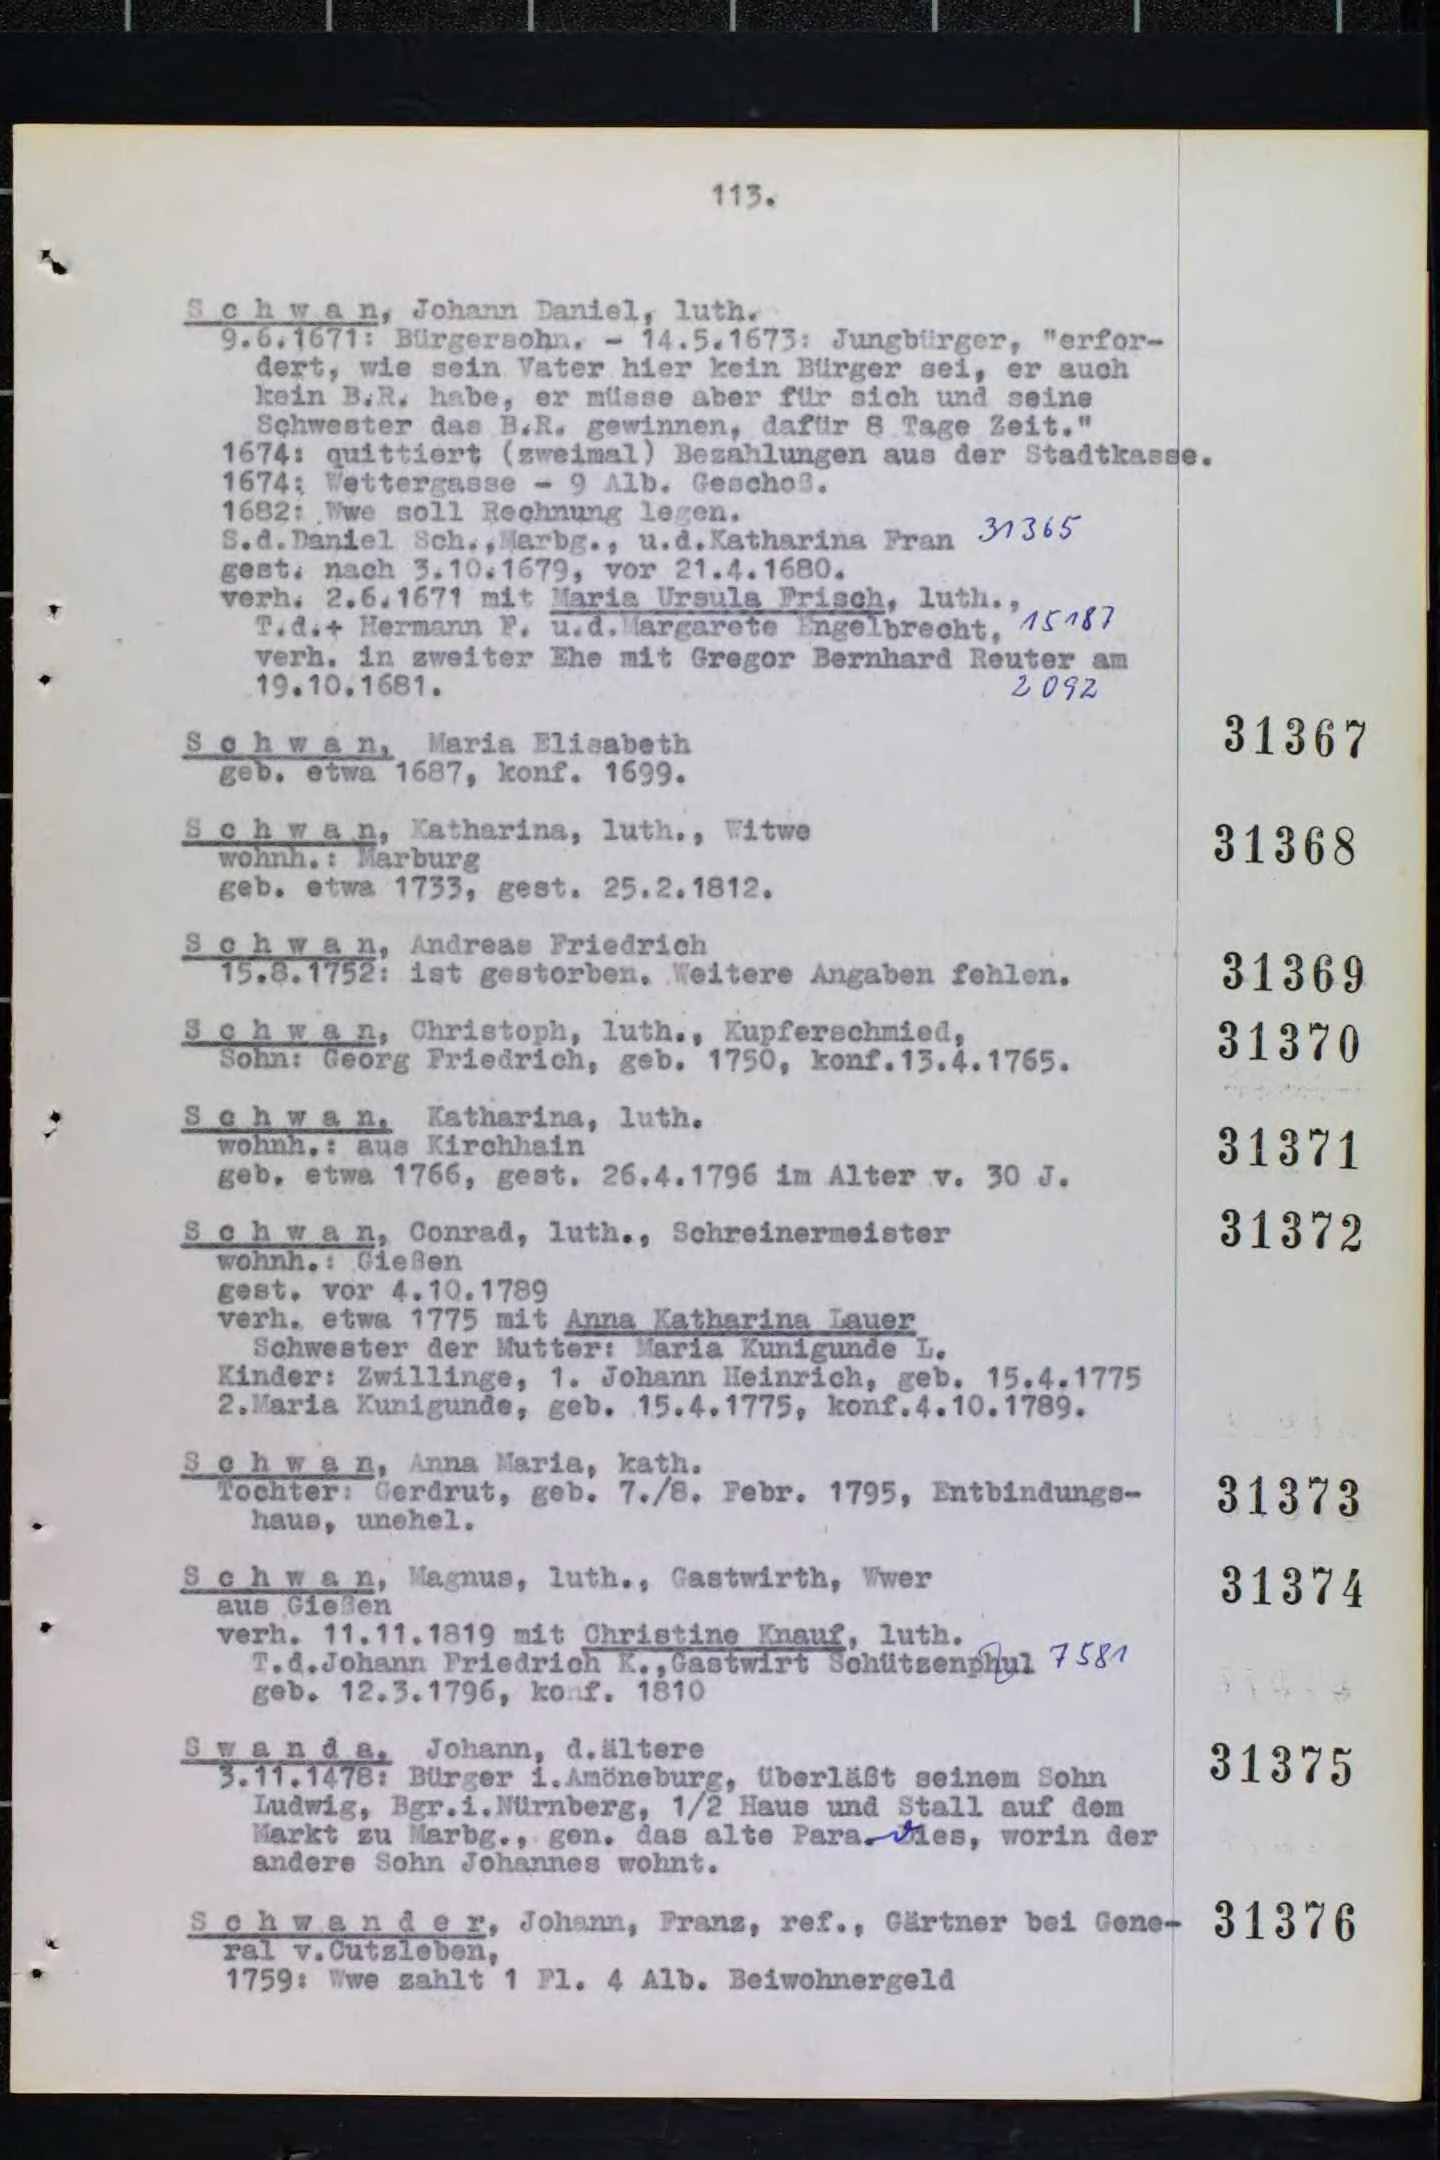 113.
S c h w a n, Johann Daniel, luth.
9.6.1671: Bürgersohn. - 14.5.1673: Jungbürger, "erfor-
dert, wie sein Vater hier kein Bürger sei, er auch
kein B.R. habe, er müsse aber für sich und seine
Schwester das B.R. gewinnen, dafür 8 Tage Zeit."
1674: quittiert (zweimal) Bezahlungen aus der Stadtkasse.
1674: Wettergasse - 9 Alb. Geschoß.
1682: Wwe soll Rechnung legen.
S.d.Daniel Sch.,Marbg., u.d.Katharina Fran 31365
gest. nach 3.10.1679, vor 21.4.1680.
verh. 2.6.1671 mit Maria Ursula Frisch, luth.,
T.d.+ Hermann F. u.d.Margarete Engelbrecht, 15187
verh. in zweiter Ehe mit Gregor Bernhard Reuter am
19.10.1681. 2092
S c h w a n, Maria Elisabeth 31367
geb. etwa 1687, konf. 1699.
S c h w a n, Katharina, luth., Witwe 31368
wohnh.: Marburg
geb. etwa 1733, gest. 25.2.1812.
S c h w a n, Andreas Friedrich 31369
15.8.1752: ist gestorben. Weitere Angaben fehlen.
S c h w a n, Christoph, luth., Kupferschmied, 31370
Sohn: Georg Friedrich, geb. 1750, konf.13.4.1765.
S c h w a n, Katharina, luth. 31371
wohnh.: aus Kirchhain
geb. etwa 1766, gest. 26.4.1796 im Alter v. 30 J.
S c h w a n, Conrad, luth., Schreinermeister 31372
wohnh.: Gießen
gest. vor 4.10.1789
verh. etwa 1775 mit Anna Katharina Lauer
Schwester der Mutter: Maria Kunigunde L.
Kinder: Zwillinge, 1. Johann Heinrich, geb. 15.4.1775
2.Maria Kunigunde, geb. 15.4.1775, konf.4.10.1789.
S c h w a n, Anna Maria, kath. 31373
Tochter: Gerdrut, geb. 7./8. Febr. 1795, Entbindungs-
haus, unehel.
S c h w a n, Magnus, luth., Gastwirth, Wwer 31374
aus Gießen
verh. 11.11.1819 mit Christine Knauf, luth.
T.d.Johann Friedrich K.,Gastwirt Schützenphul 7581
geb. 12.3.1796, konf. 1810
S w a n d a, Johann, d.ältere 31375
3.11.1478: Bürger i.Amöneburg, überläßt seinem Sohn
Ludwig, Bgr.i.Nürnberg, 1/2 Haus und Stall auf dem
Markt zu Marbg., gen. das alte Paradies, worin der
andere Sohn Johannes wohnt.
S c h w a n d e r, Johann, Franz, ref., Gärtner bei Gene- 31376
ral v.Cutzleben,
1759: Wwe zahlt 1 Fl. 4 Alb. Beiwohnergeld